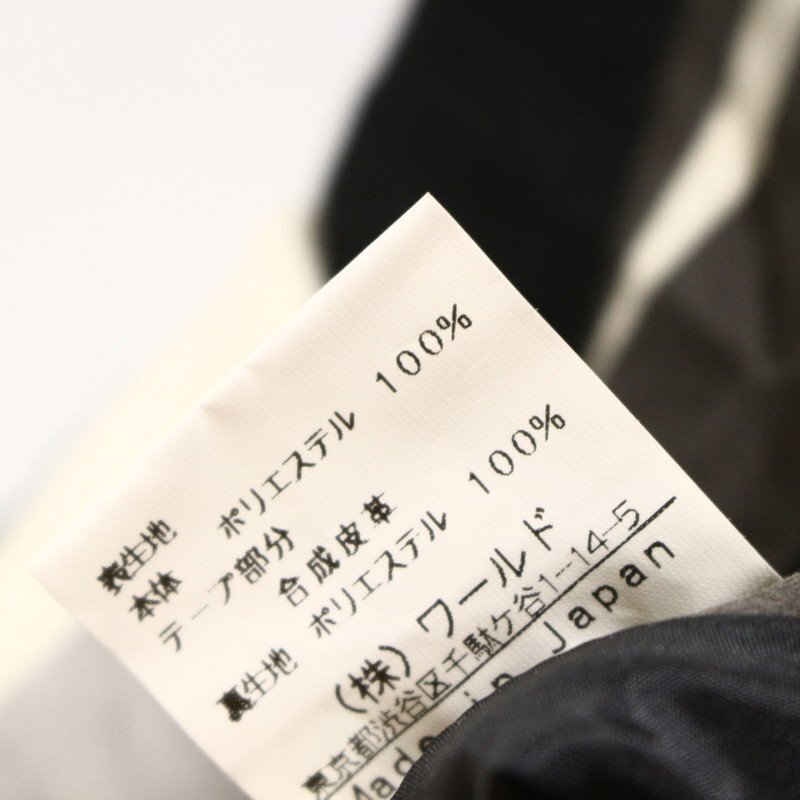 表生地
本体 ポリエステル 100%
テープ部分
合成皮革
裏生地 ポリエステル 100%
(株)ワールド
東京都渋谷区千駄ケ谷1-14-5
Made in Japan